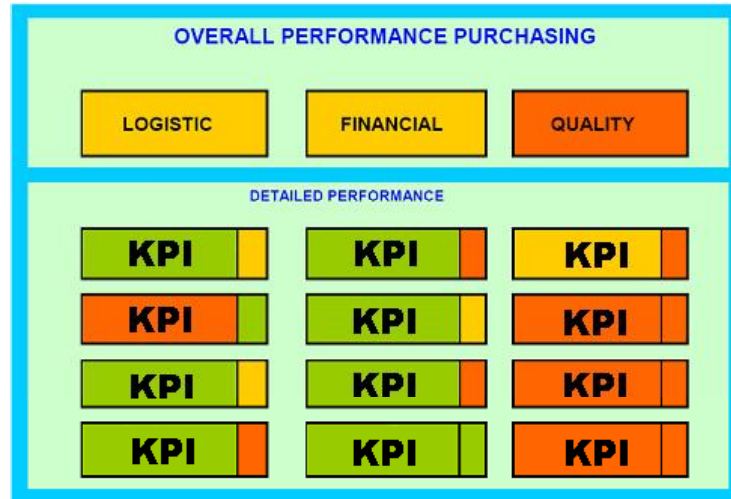 OVERALL PERFORMANCE PURCHASING
LOGISTIC FINANCIAL QUALITY
DETAILED PERFORMANCE
KPI KPI KPI
KPI KPI KPI
KPI KPI KPI
KPI KPI KPI